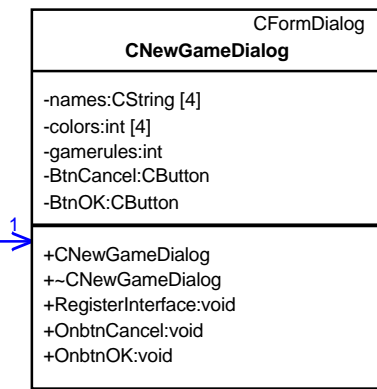 CFormDialog
CNewGameDialog
-names:CString [4]
-colors:int [4]
-gamerules:int
-BtnCancel:CButton
-BtnOK:CButton
1
+CNewGameDialog
+~CNewGameDialog
+RegisterInterface:void
+OnbtnCancel:void
+OnbtnOK:void